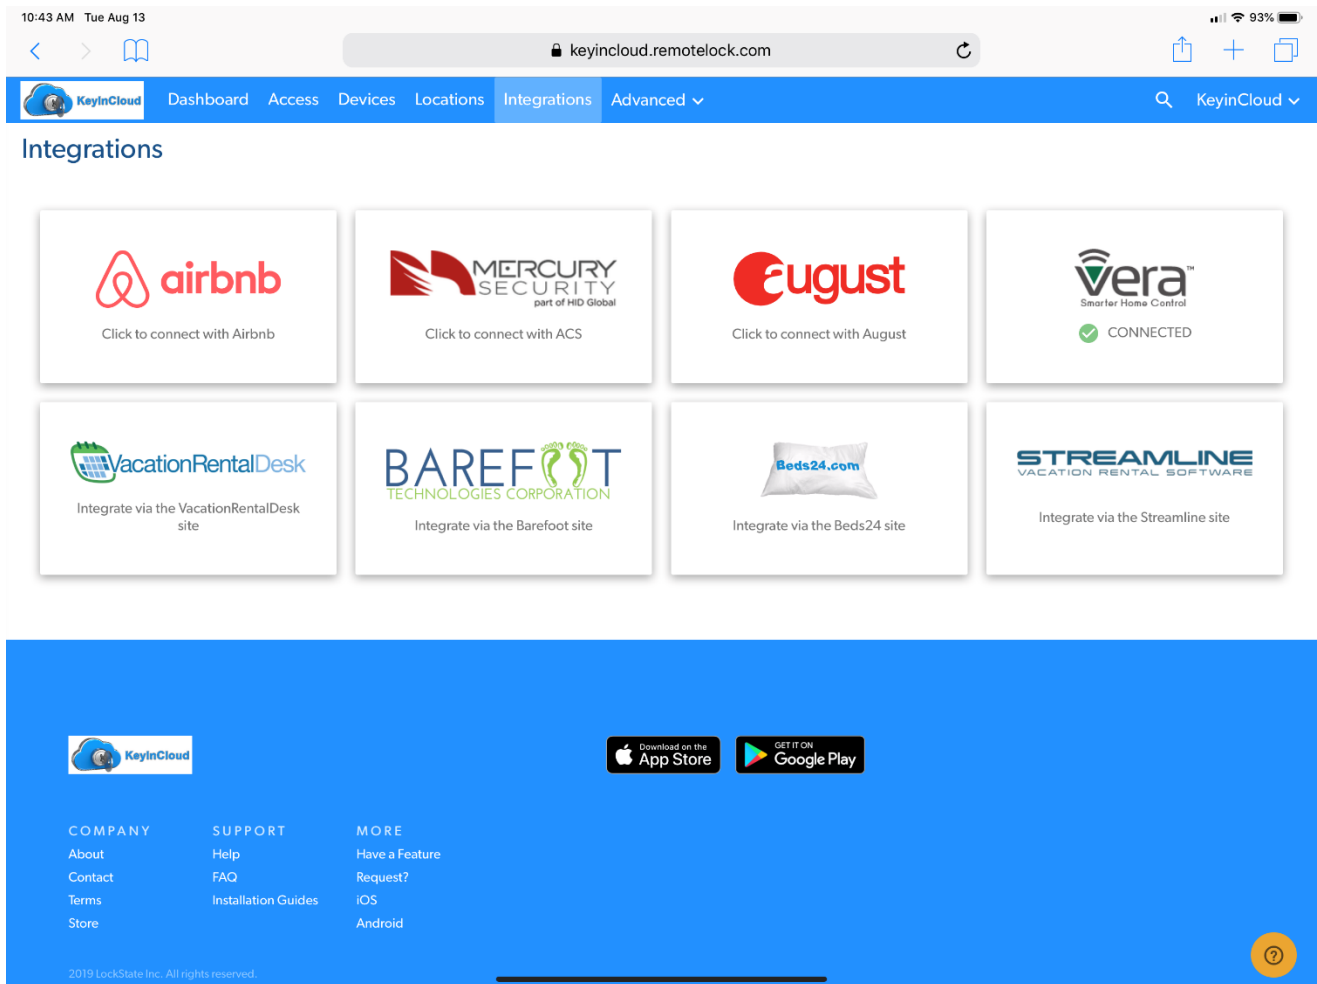 10:43 AM Tue Aug 13
93%
keyincloud.remotelock.com
KeyInCloud
Dashboard Access Devices Locations Integrations Advanced
KeyinCloud
Integrations
airbnb
Click to connect with Airbnb
MERCURY
SECURITY
part of HID Global
Click to connect with ACS
august
Click to connect with August
vera™
Smarter Home Control
CONNECTED
VacationRentalDesk
Integrate via the VacationRentalDesk
site
BAREFOOT
TECHNOLOGIES CORPORATION
Integrate via the Barefoot site
Beds24.com
Integrate via the Beds24 site
STREAMLINE
VACATION RENTAL SOFTWARE
Integrate via the Streamline site
KeyInCloud
Download on the
App Store
GET IT ON
Google Play
COMPANY
About
Contact
Terms
Store
SUPPORT
Help
FAQ
Installation Guides
MORE
Have a Feature
Request?
iOS
Android
2019 LockState Inc. All rights reserved.